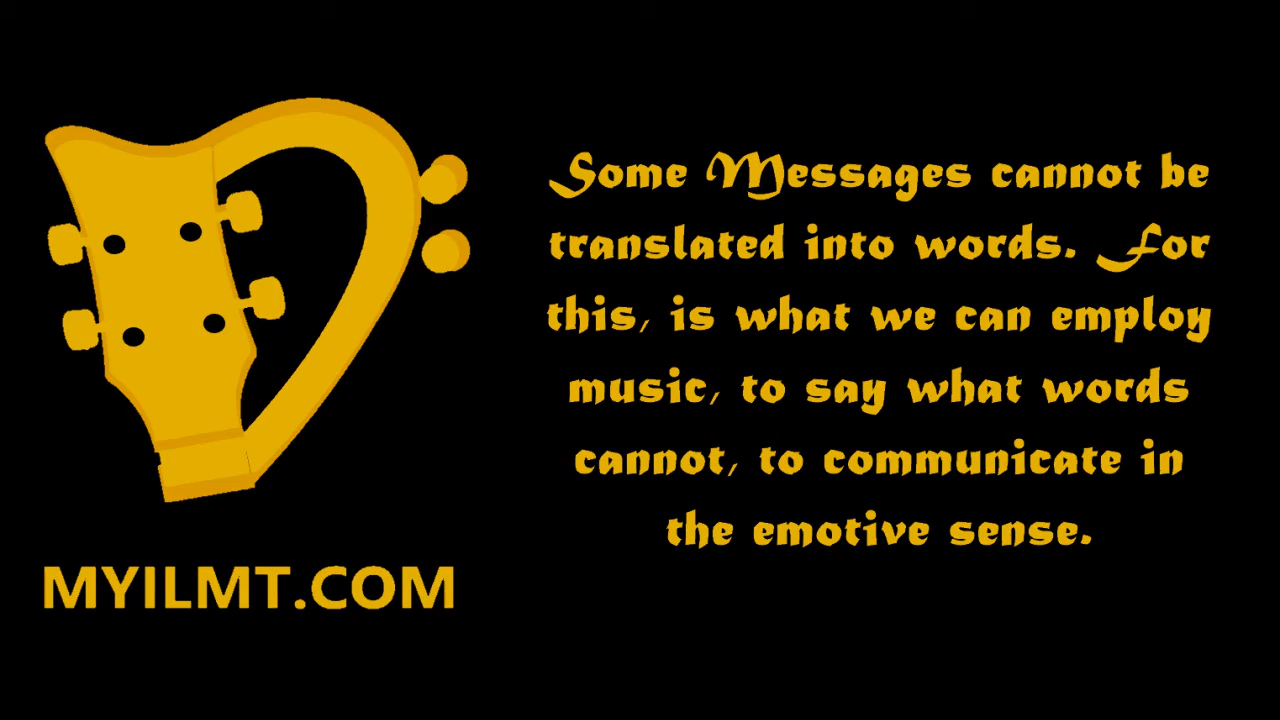 Some Messages cannot be
translated into words. For
this, is what we can employ
music, to say what words
cannot, to communicate in
the emotive sense.
MYILMT.COM